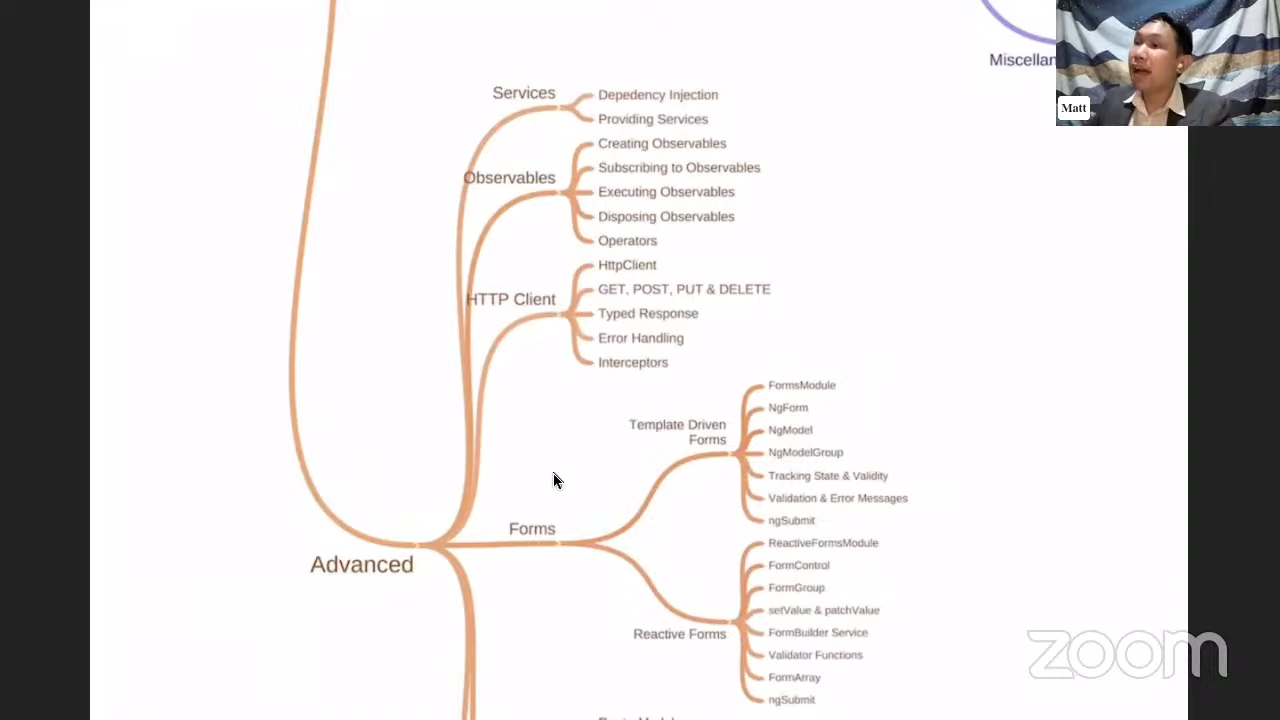 Miscellan
Matt
Services
Depedency Injection
Providing Services
Observables
Creating Observables
Subscribing to Observables
Executing Observables
Disposing Observables
Operators
HTTP Client
HttpClient
GET, POST, PUT & DELETE
Typed Response
Error Handling
Interceptors
Advanced
Forms
Template Driven
Forms
FormsModule
NgForm
NgModel
NgModelGroup
Tracking State & Validity
Validation & Error Messages
ngSubmit
Reactive Forms
ReactiveFormsModule
FormControl
FormGroup
setValue & patchValue
FormBuilder Service
Validator Functions
FormArray
ngSubmit
zoom